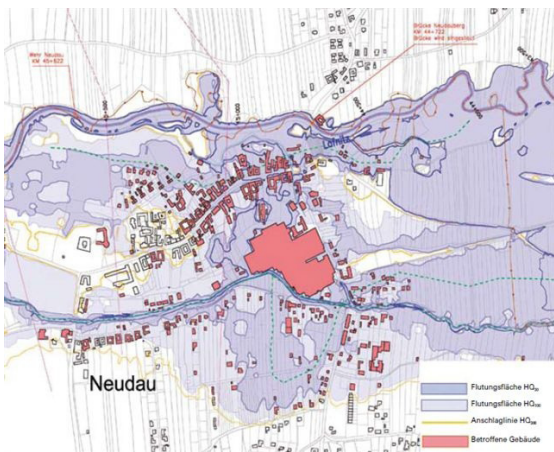 Brücke Neudauberg
KM 44+722
Brücke wird eingestaut
Wehr Neudau
KM 45+622
Lafnitz
Neudau
Flutungsfläche HQ30
Flutungsfläche HQ100
Anschlaglinie HQ300
Betroffene Gebäude